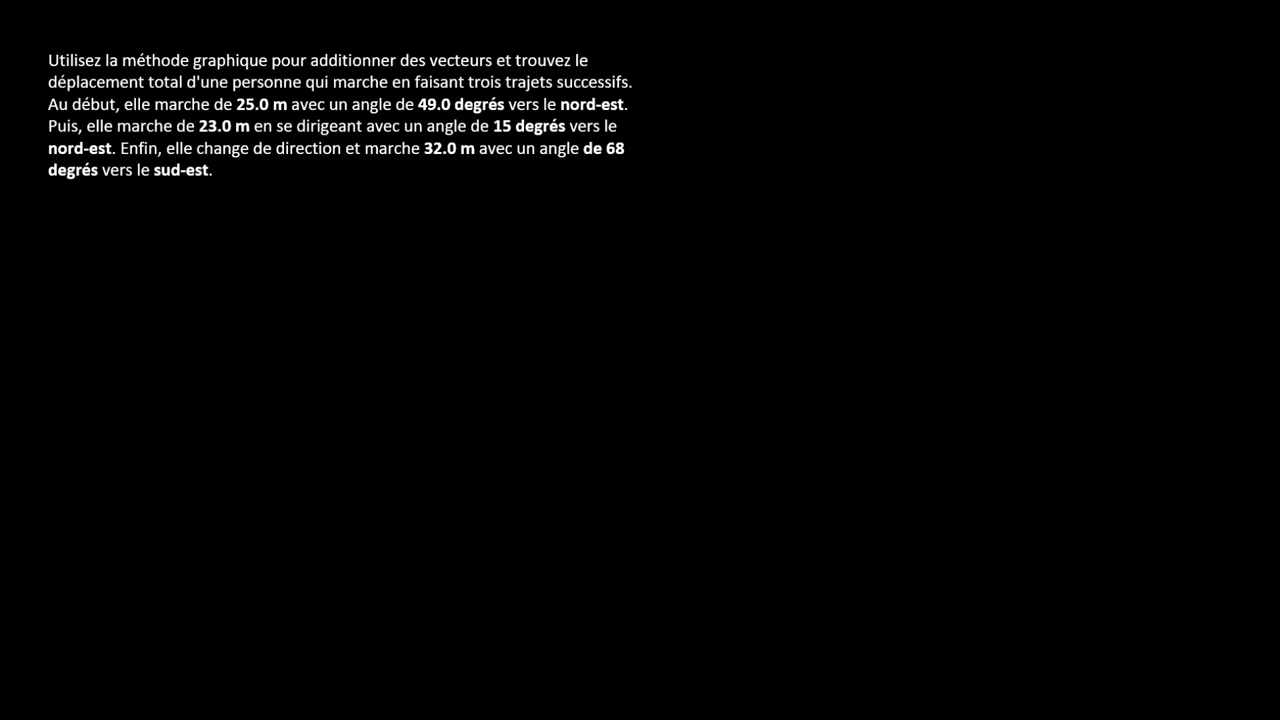 Utilisez la méthode graphique pour additionner des vecteurs et trouvez le
déplacement total d'une personne qui marche en faisant trois trajets successifs.
Au début, elle marche de 25.0 m avec un angle de 49.0 degrés vers le nord-est.
Puis, elle marche de 23.0 m en se dirigeant avec un angle de 15 degrés vers le
nord-est. Enfin, elle change de direction et marche 32.0 m avec un angle de 68
degrés vers le sud-est.